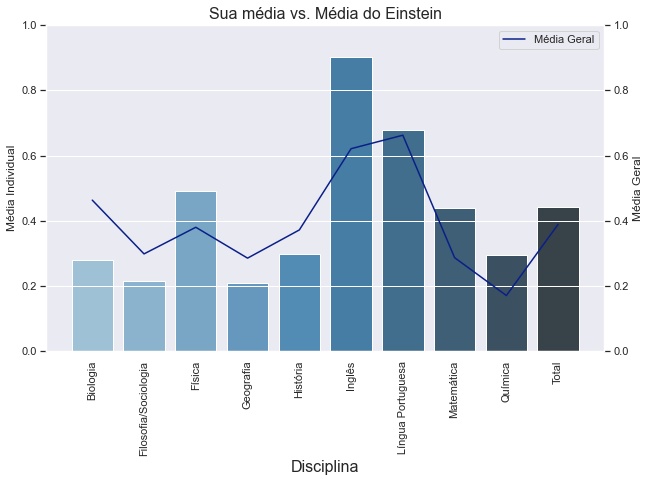 Sua média vs. Média do Einstein
Média Geral
1.0
0.8
0.6
0.4
0.2
0.0
Média Individual
1.0
0.8
0.6
0.4
0.2
0.0
Média Geral
Biologia
Filosofia/Sociologia
Física
Geografia
História
Inglês
Língua Portuguesa
Matemática
Química
Total
Disciplina